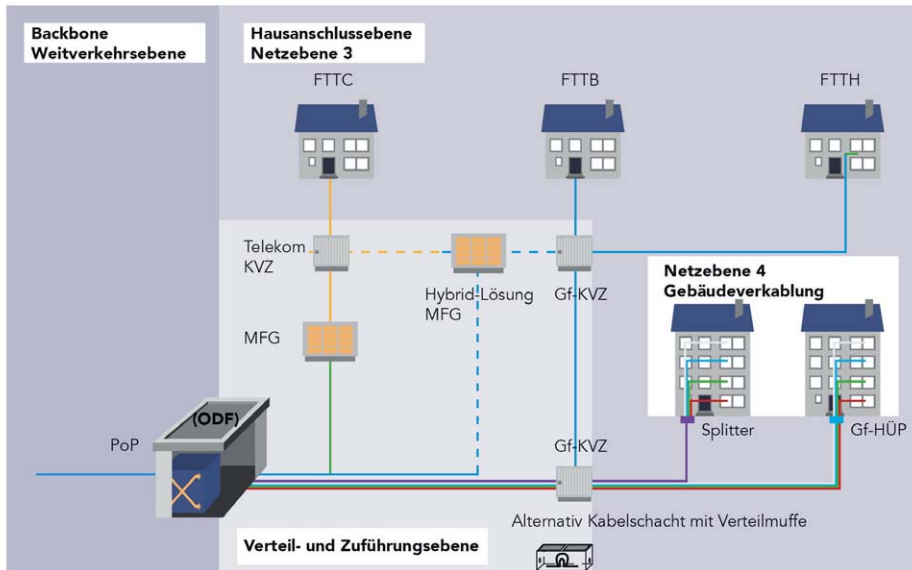 Backbone
Weitverkehrsebene
Hausanschlussebene
Netzebene 3
FTTC
FTTB
FTTH
Telekom
KVZ
Hybrid-Lösung
MFG
Gf-KVZ
Netzebene 4
Gebäudeverkablung
MFG
(ODF)
PoP
Gf-KVZ
Splitter
Gf-HÜP
Alternativ Kabelschacht mit Verteilmuffe
Verteil- und Zuführungsebene